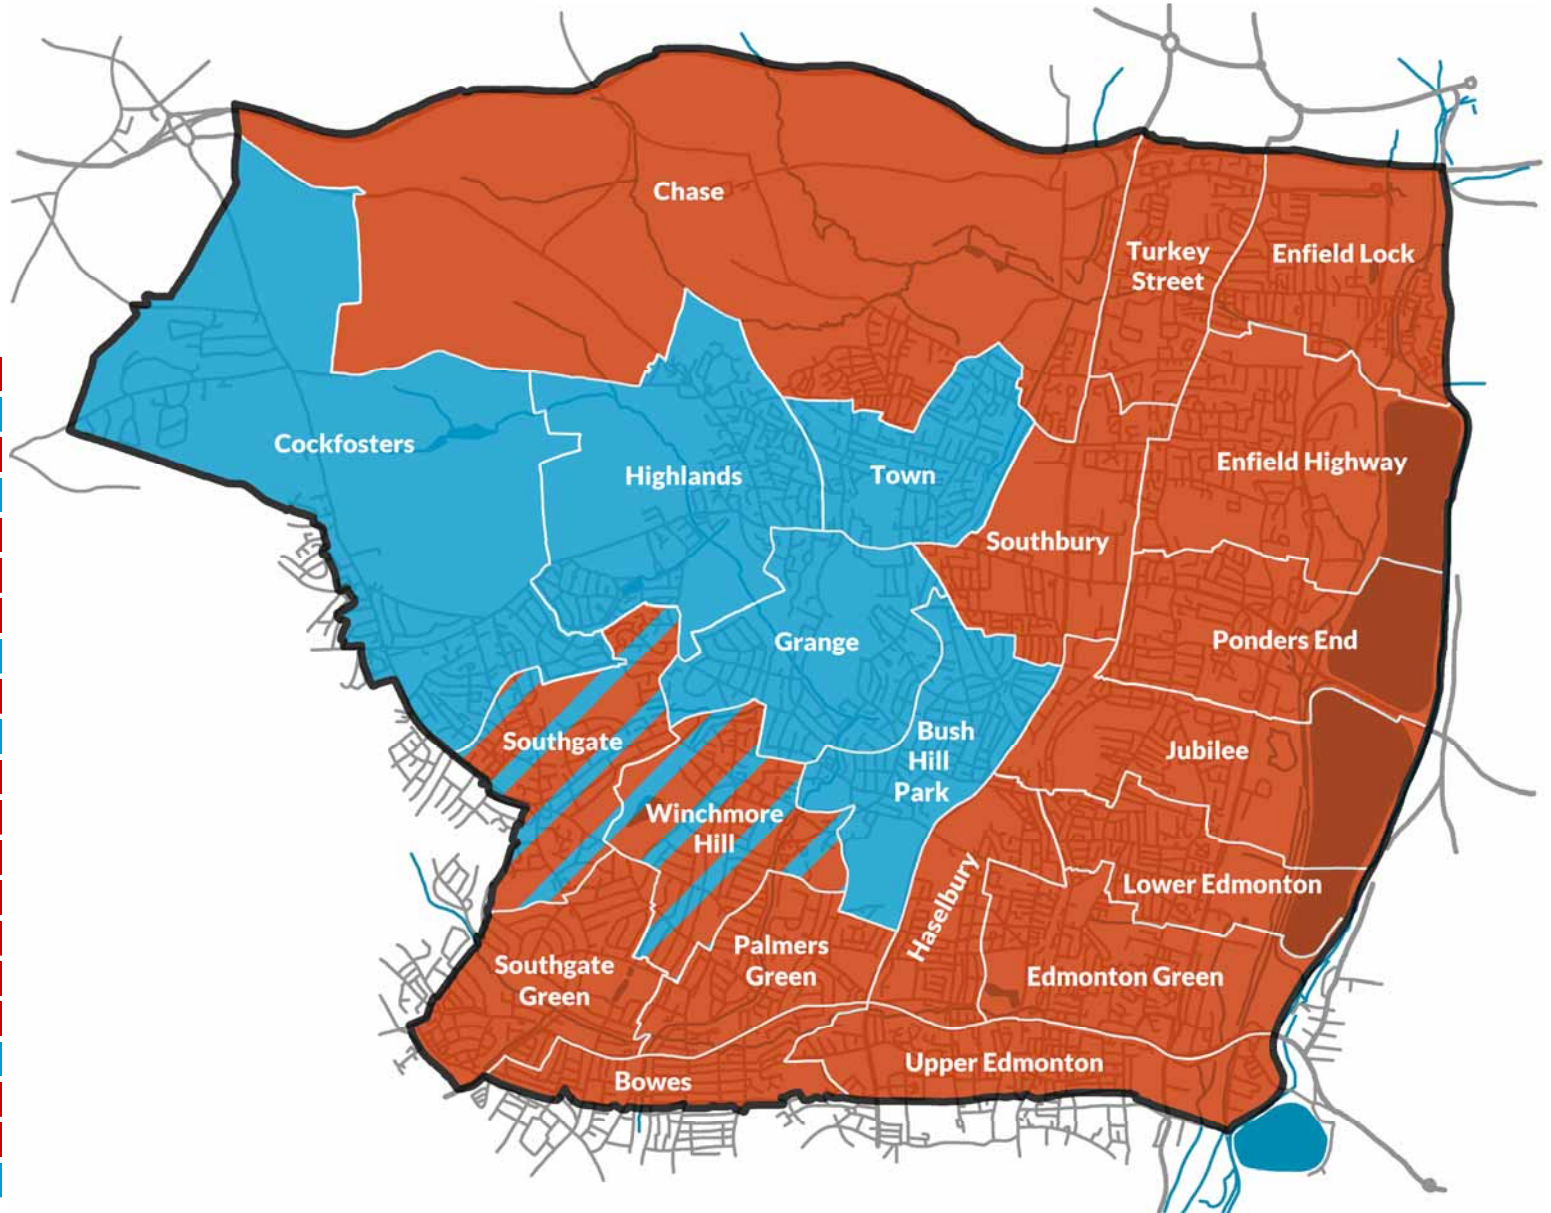 Chase
Turkey
Street
Enfield Lock
Cockfosters
Highlands
Town
Enfield Highway
Southbury
Grange
Ponders End
Southgate
Bush
Hill
Park
Jubilee
Winchmore
Hill
Haselbury
Lower Edmonton
Palmers
Green
Southgate
Green
Edmonton Green
Upper Edmonton
Bowes